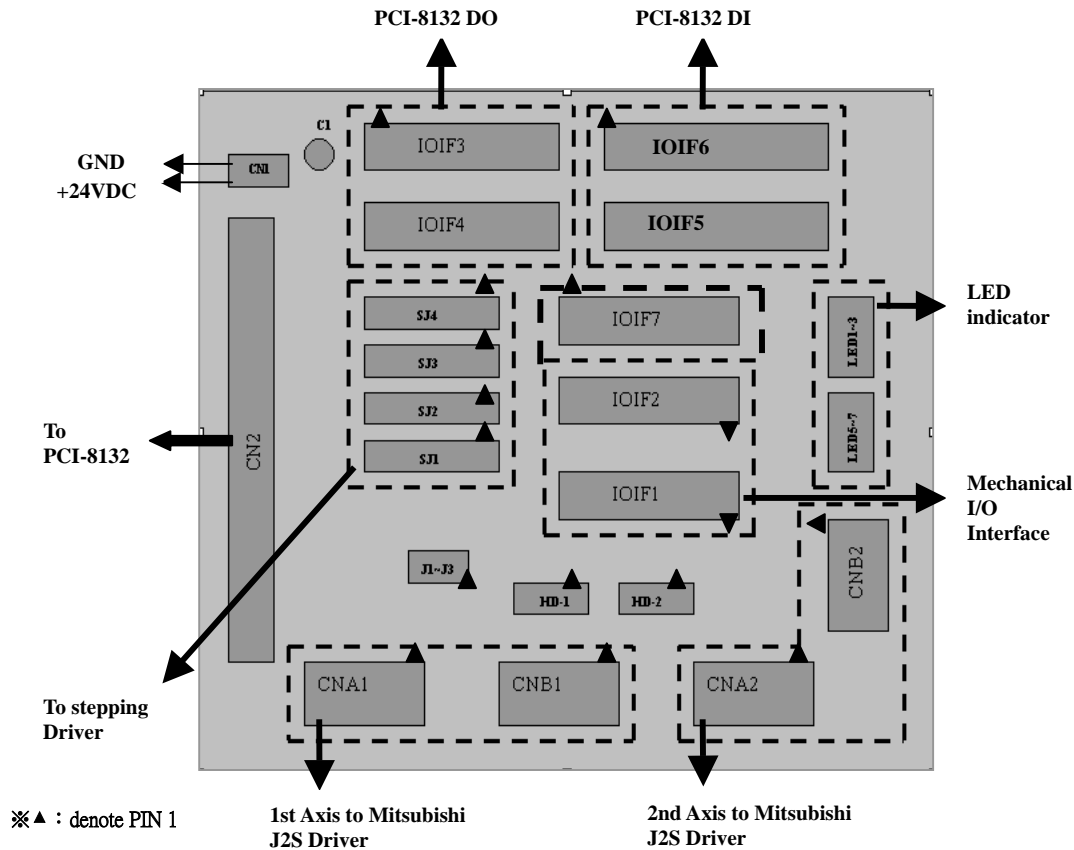 PCI-8132 DO
PCI-8132 DI
C1
IOIF3
IOIF6
GND
+24VDC
CN1
IOIF4
IOIF5
SJ4
SJ3
SJ2
SJ1
IOIF7
IOIF2
IOIF1
LED1~3
LED5~7
LED
indicator
To
PCI-8132
CN2
Mechanical
I/O
Interface
CNB2
J1~J3
HD-1
HD-2
CNA1
CNB1
CNA2
To stepping
Driver
※▲ : denote PIN 1
1st Axis to Mitsubishi
J2S Driver
2nd Axis to Mitsubishi
J2S Driver